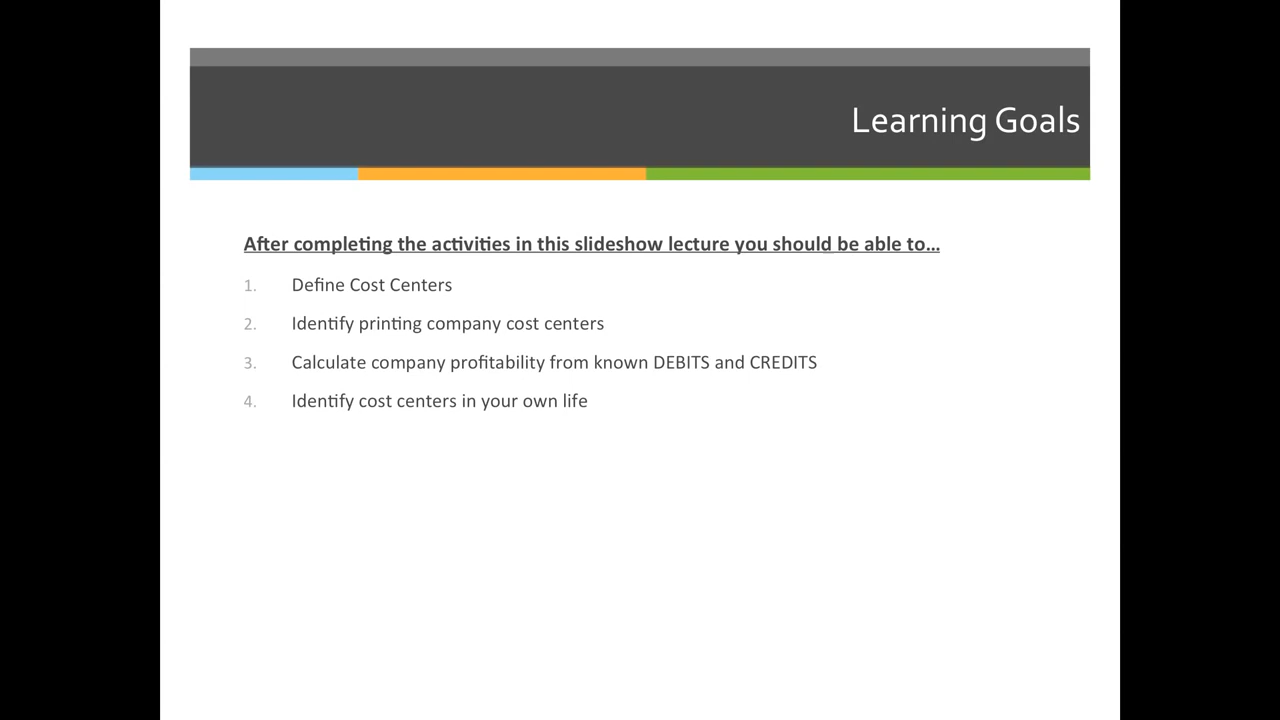 Learning Goals
After completing the activities in this slideshow lecture you should be able to...
1. Define Cost Centers
2. Identify printing company cost centers
3. Calculate company profitability from known DEBITS and CREDITS
4. Identify cost centers in your own life